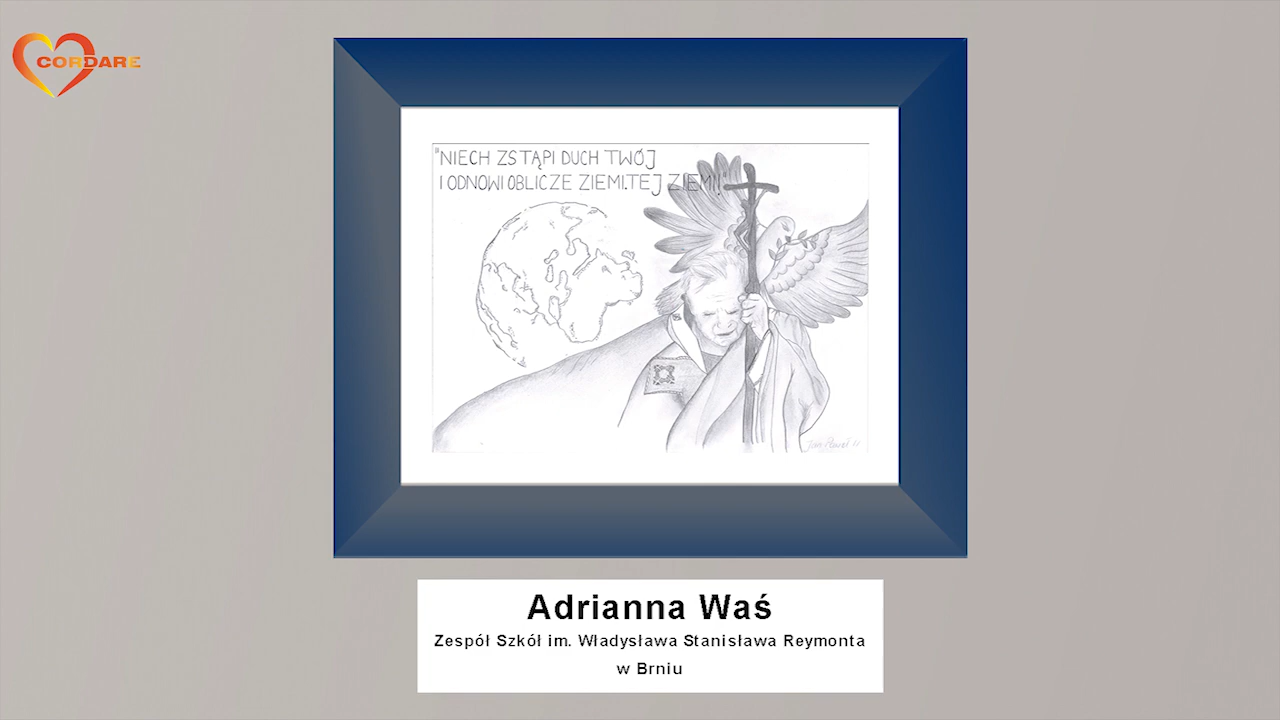 CORDARE
"NIECH ZSTĄPI DUCH TWÓJ
I ODNOWI OBLICZE ZIEMI.TEJ ZIEMI!"
Jan Paweł II
Adrianna Waś
Zespół Szkół im. Władysława Stanisława Reymonta
w Brniu